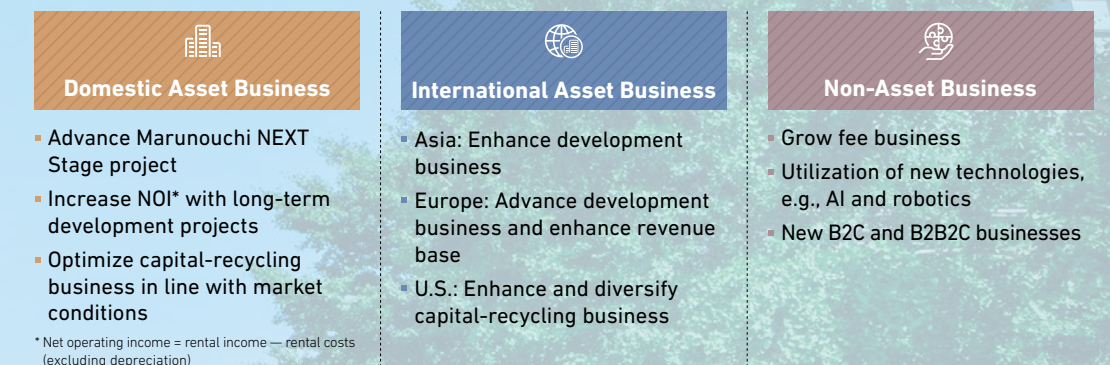 Domestic Asset Business
Advance Marunouchi NEXT
Stage project
Increase NOI* with long-term
development projects
Optimize capital-recycling
business in line with market
conditions
* Net operating income = rental income — rental costs
(excluding depreciation)
International Asset Business
Asia: Enhance development
business
Europe: Advance development
business and enhance revenue
base
U.S.: Enhance and diversify
capital-recycling business
Non-Asset Business
Grow fee business
Utilization of new technologies,
e.g., AI and robotics
New B2C and B2B2C businesses